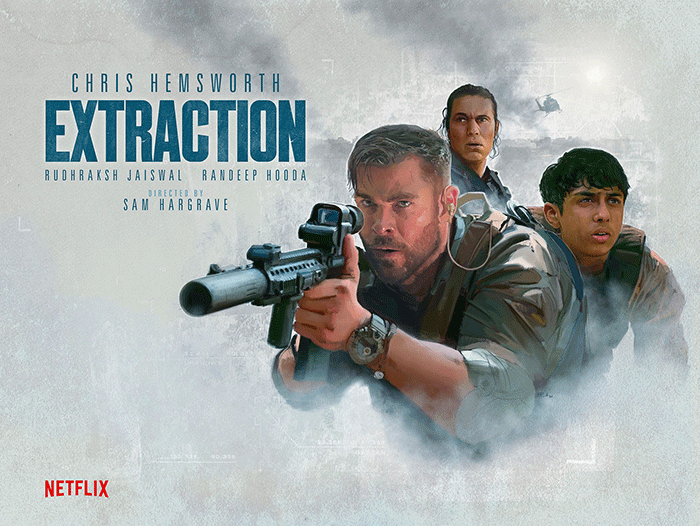 CHRIS HEMSWORTH
EXTRACTION
RUDHRAKSH JAISWAL RANDEEP HOODA
DIRECTED BY
SAM HARGRAVE
NETFLIX